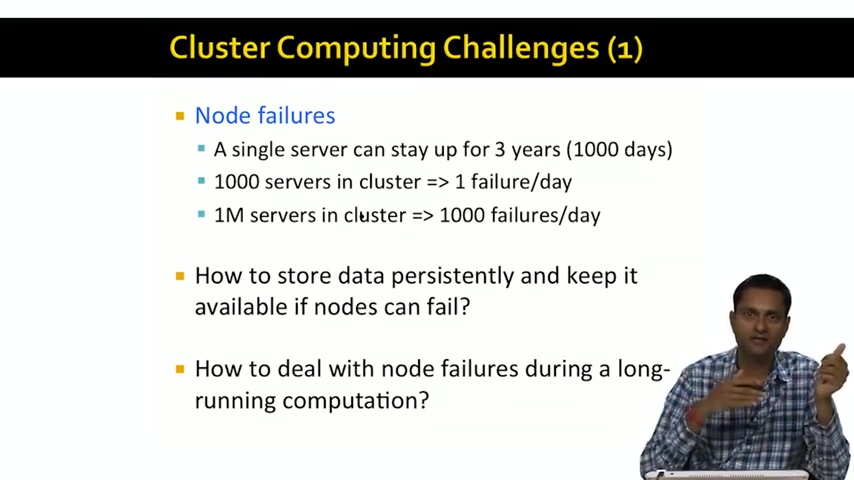 Cluster Computing Challenges (1)
Node failures
A single server can stay up for 3 years (1000 days)
1000 servers in cluster => 1 failure/day
1M servers in cluster => 1000 failures/day
How to store data persistently and keep it
available if nodes can fail?
How to deal with node failures during a long-
running computation?